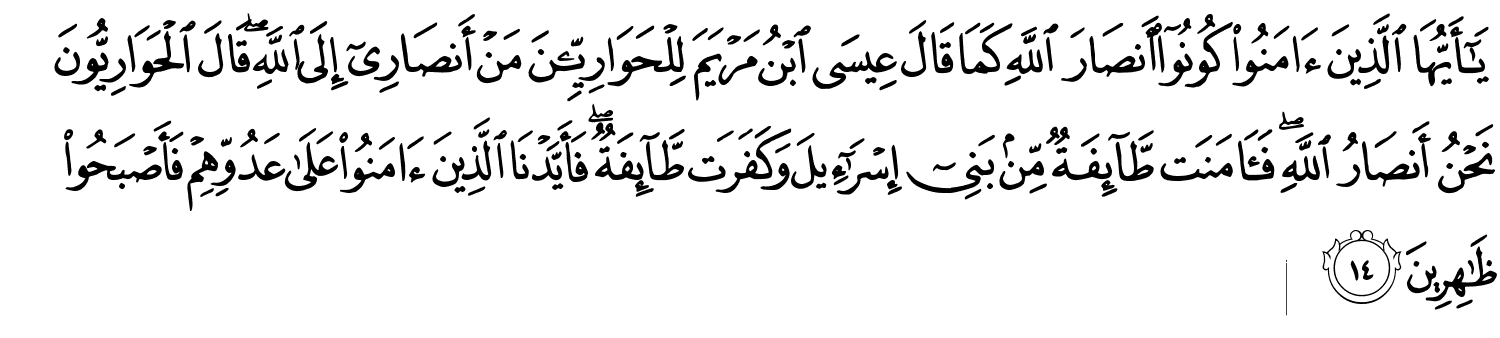 يَٰٓأَيُّهَا ٱلَّذِينَ ءَامَنُوا۟ كُونُوٓا۟ أَنصَارَ ٱللَّهِ كَمَا قَالَ عِيسَى ٱبْنُ مَرْيَمَ لِلْحَوَارِيِّـۧنَ مَنْ أَنصَارِىٓ إِلَى ٱللَّهِ ۖ قَالَ ٱلْحَوَارِيُّونَ
نَحْنُ أَنصَارُ ٱللَّهِ ۖ فَـَٔامَنَت طَّآئِفَةٌ مِّنۢ بَنِىٓ إِسْرَٰٓءِيلَ وَكَفَرَت طَّآئِفَةٌ ۖ فَأَيَّدْنَا ٱلَّذِينَ ءَامَنُوا۟ عَلَىٰ عَدُوِّهِمْ فَأَصْبَحُوا۟
ظَٰهِرِينَ ١٤